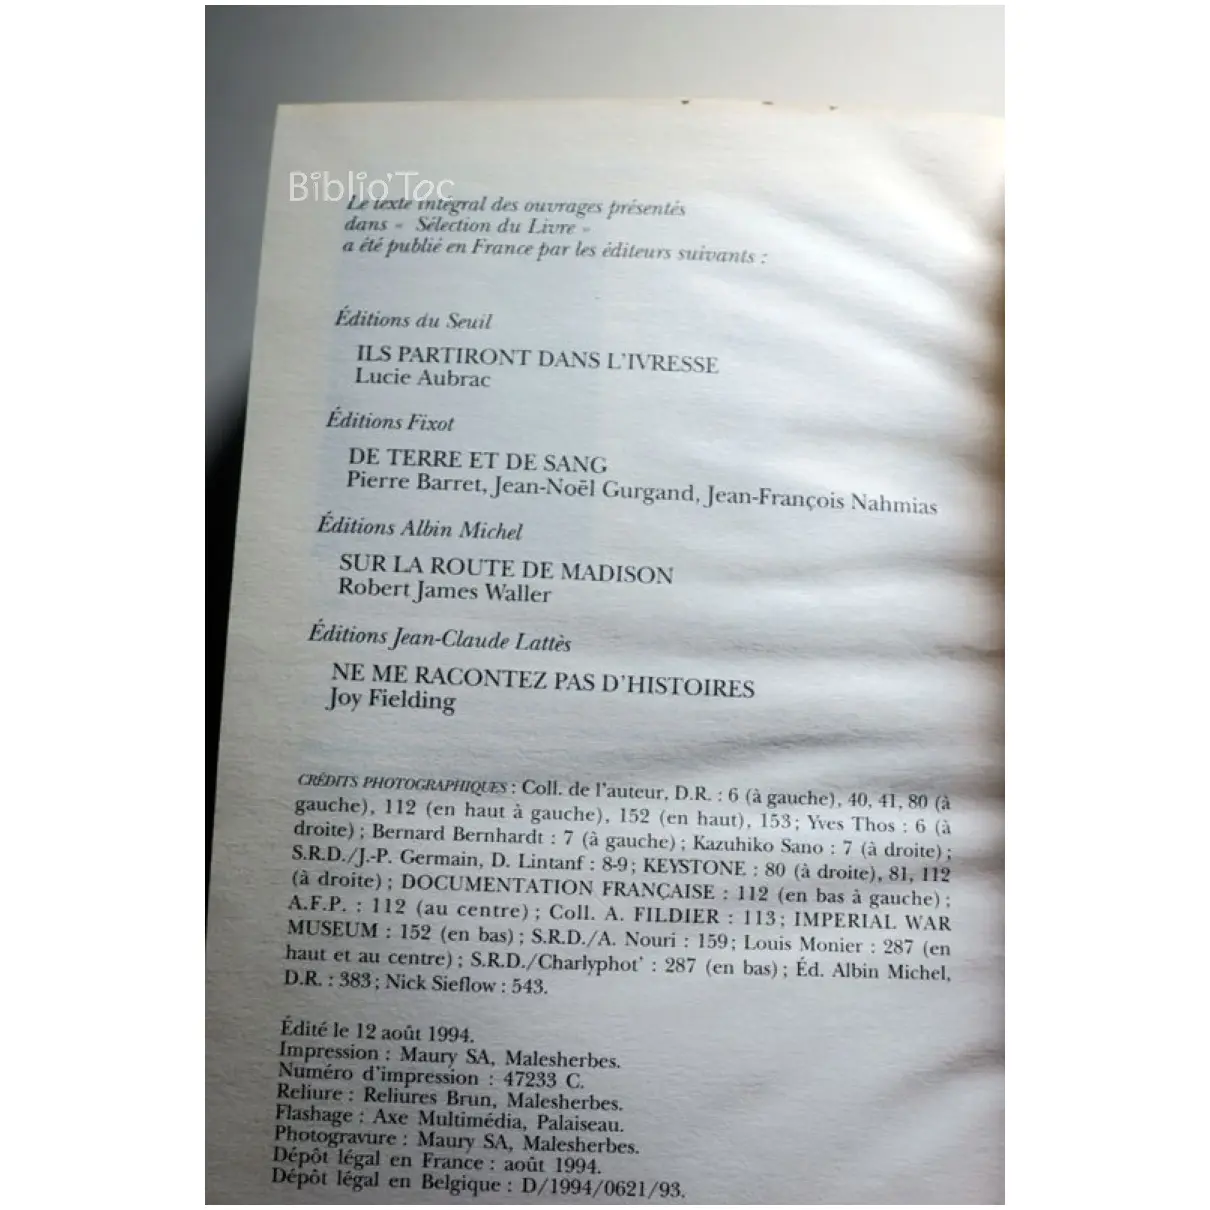 Biblio'Toc
Le texte intégral des ouvrages présentés
dans « Sélection du Livre »
a été publié en France par les éditeurs suivants :
Éditions du Seuil
ILS PARTIRONT DANS L'IVRESSE
Lucie Aubrac
Éditions Fixot
DE TERRE ET DE SANG
Pierre Barret, Jean-Noël Gurgand, Jean-François Nahmias
Éditions Albin Michel
SUR LA ROUTE DE MADISON
Robert James Waller
Éditions Jean-Claude Lattès
NE ME RACONTEZ PAS D'HISTOIRES
Joy Fielding
CRÉDITS PHOTOGRAPHIQUES : Coll. de l'auteur, D.R. : 6 (à gauche), 40, 41, 80 (à
gauche), 112 (en haut à gauche), 152 (en haut), 153 ; Yves Thos : 6 (à
droite) ; Bernard Bernhardt : 7 (à gauche) ; Kazuhiko Sano : 7 (à droite) ;
S.R.D./J.-P. Germain, D. Lintanf : 8-9 ; KEYSTONE : 80 (à droite), 81, 112
(à droite) ; DOCUMENTATION FRANÇAISE : 112 (en bas à gauche) ;
A.F.P. : 112 (au centre) ; Coll. A. FILDIER : 113 ; IMPERIAL WAR
MUSEUM : 152 (en bas) ; S.R.D./A. Nouri : 159 ; Louis Monier : 287 (en
haut et au centre) ; S.R.D./Charlyphot' : 287 (en bas) ; Éd. Albin Michel,
D.R. : 383 ; Nick Sieflow : 543.
Édité le 12 août 1994.
Impression : Maury SA, Malesherbes.
Numéro d'impression : 47233 C.
Reliure : Reliures Brun, Malesherbes.
Flashage : Axe Multimédia, Palaiseau.
Photogravure : Maury SA, Malesherbes.
Dépôt légal en France : août 1994.
Dépôt légal en Belgique : D/1994/0621/93.